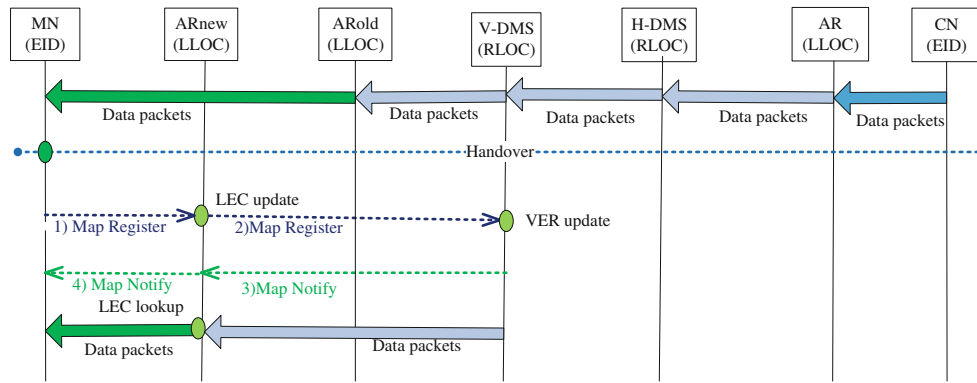 MN
(EID)
ARnew
(LLOC)
ARold
(LLOC)
V-DMS
(RLOC)
H-DMS
(RLOC)
AR
(LLOC)
CN
(EID)
Data packets
Data packets
Data packets
Data packets
Data packets
Handover
LEC update
1) Map Register
2)Map Register
VER update
4) Map Notify
3)Map Notify
LEC lookup
Data packets
Data packets